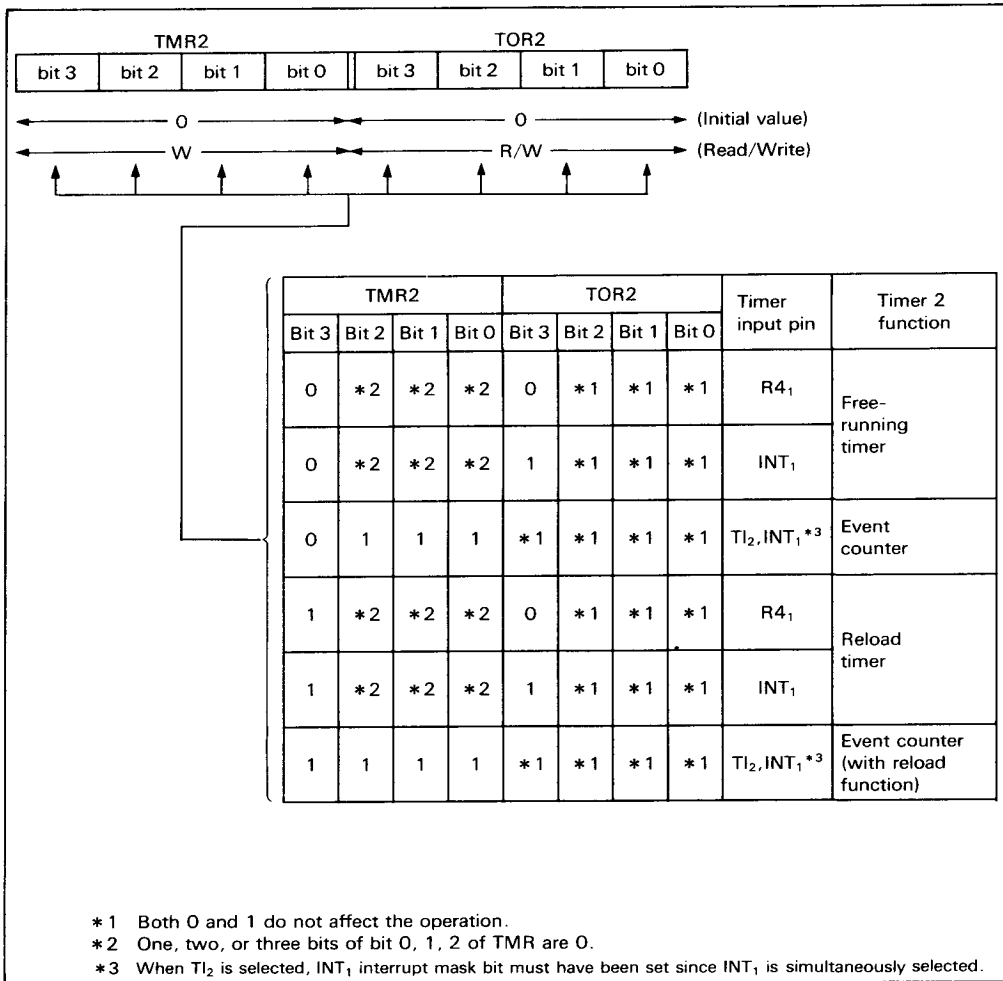 TMR2 TOR2
bit 3 bit 2 bit 1 bit 0 bit 3 bit 2 bit 1 bit 0
0 0 (Initial value)
W R/W (Read/Write)
TMR2 TOR2 Timer input pin Timer 2 function
Bit 3 Bit 2 Bit 1 Bit 0 Bit 3 Bit 2 Bit 1 Bit 0
0 *2 *2 *2 0 *1 *1 *1 R4₁
Free-running timer
0 *2 *2 *2 1 *1 *1 *1 INT₁
0 1 1 1 *1 *1 *1 *1 TI₂,INT₁*3 Event counter
1 *2 *2 *2 0 *1 *1 *1 R4₁
Reload timer
1 *2 *2 *2 1 *1 *1 *1 INT₁
1 1 1 1 *1 *1 *1 *1 TI₂,INT₁*3 Event counter (with reload function)
*1 Both 0 and 1 do not affect the operation.
*2 One, two, or three bits of bit 0, 1, 2 of TMR are 0.
*3 When TI₂ is selected, INT₁ interrupt mask bit must have been set since INT₁ is simultaneously selected.